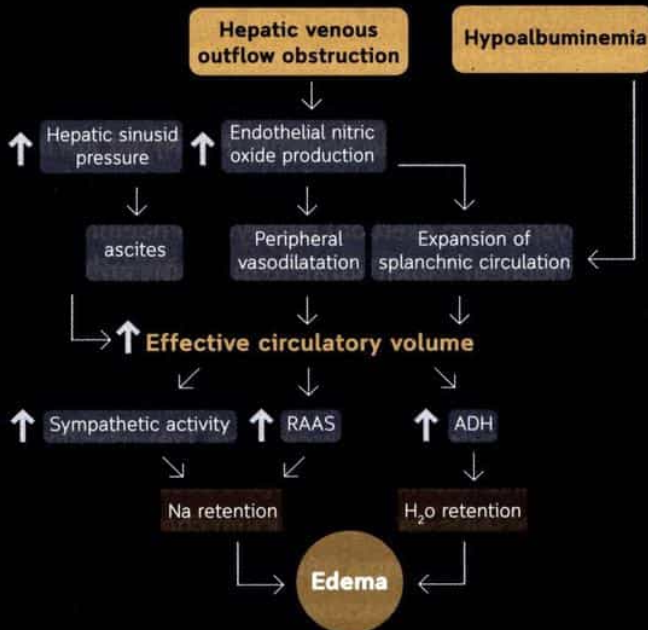 Hepatic venous
outflow obstruction
Hypoalbuminemia
↑ Hepatic sinusid
pressure
↑ Endothelial nitric
oxide production
ascites
Peripheral
vasodilatation
Expansion of
splanchnic circulation
↑ Effective circulatory volume
↑ Sympathetic activity
↑ RAAS
↑ ADH
Na retention
H₂o retention
Edema